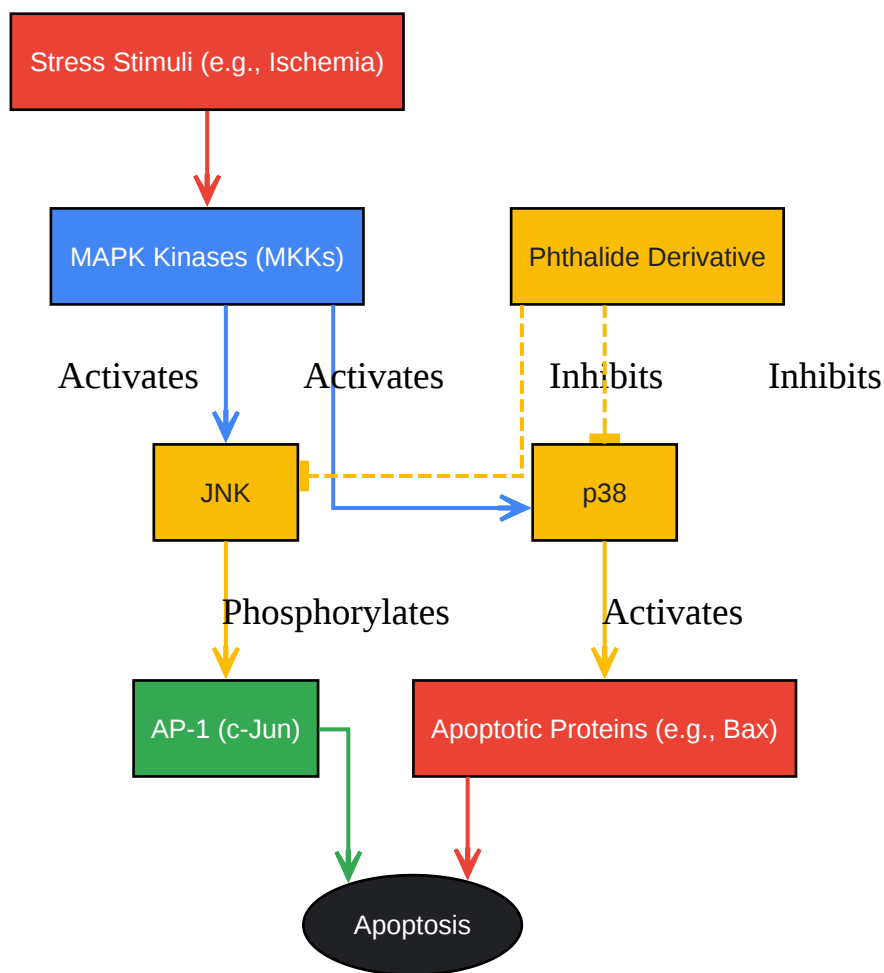 Stress Stimuli (e.g., Ischemia)
MAPK Kinases (MKKs)
Phthalide Derivative
Activates
Activates
Inhibits
Inhibits
JNK
p38
Phosphorylates
Activates
AP-1 (c-Jun)
Apoptotic Proteins (e.g., Bax)
Apoptosis